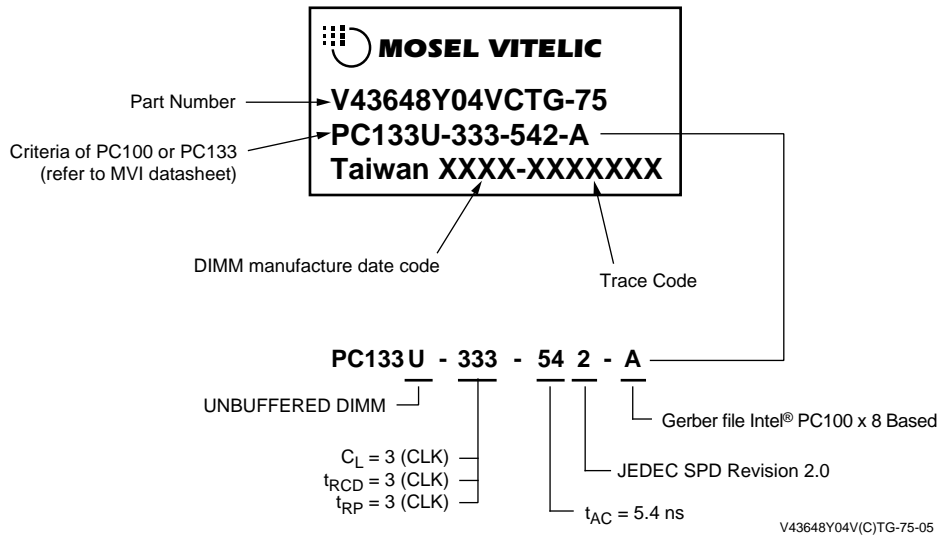 MOSEL VITELIC
Part Number
V43648Y04VCTG-75
Criteria of PC100 or PC133
(refer to MVI datasheet)
PC133U-333-542-A
Taiwan XXXX-XXXXXXX
DIMM manufacture date code
Trace Code
PC133 U - 333 - 54 2 - A
UNBUFFERED DIMM
Gerber file Intel® PC100 x 8 Based
CL = 3 (CLK)
tRCD = 3 (CLK)
tRP = 3 (CLK)
JEDEC SPD Revision 2.0
tAC = 5.4 ns
V43648Y04V(C)TG-75-05